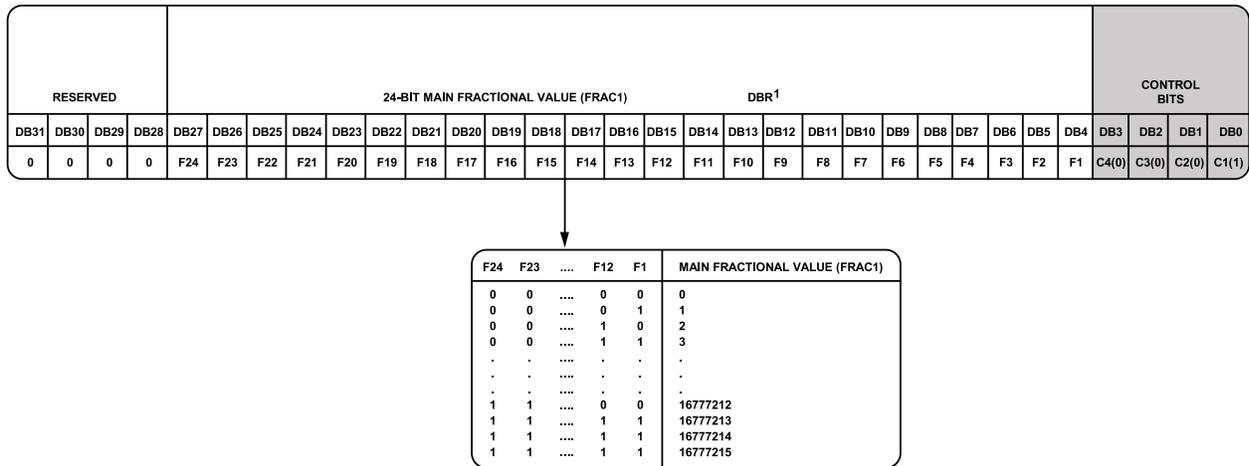 RESERVED 24-BIT MAIN FRACTIONAL VALUE (FRAC1) DBR1 CONTROL BITS
DB31 DB30 DB29 DB28 DB27 DB26 DB25 DB24 DB23 DB22 DB21 DB20 DB19 DB18 DB17 DB16 DB15 DB14 DB13 DB12 DB11 DB10 DB9 DB8 DB7 DB6 DB5 DB4 DB3 DB2 DB1 DB0
0 0 0 0 F24 F23 F22 F21 F20 F19 F18 F17 F16 F15 F14 F13 F12 F11 F10 F9 F8 F7 F6 F5 F4 F3 F2 F1 C4(0) C3(0) C2(0) C1(1)
F24 F23 .... F12 F1 MAIN FRACTIONAL VALUE (FRAC1)
0 0 .... 0 0 0
0 0 .... 0 1 1
0 0 .... 1 0 2
0 0 .... 1 1 3
. . .... . . .
. . .... . . .
. . .... . . .
1 1 .... 0 0 16777212
1 1 .... 1 1 16777213
1 1 .... 1 1 16777214
1 1 .... 1 1 16777215